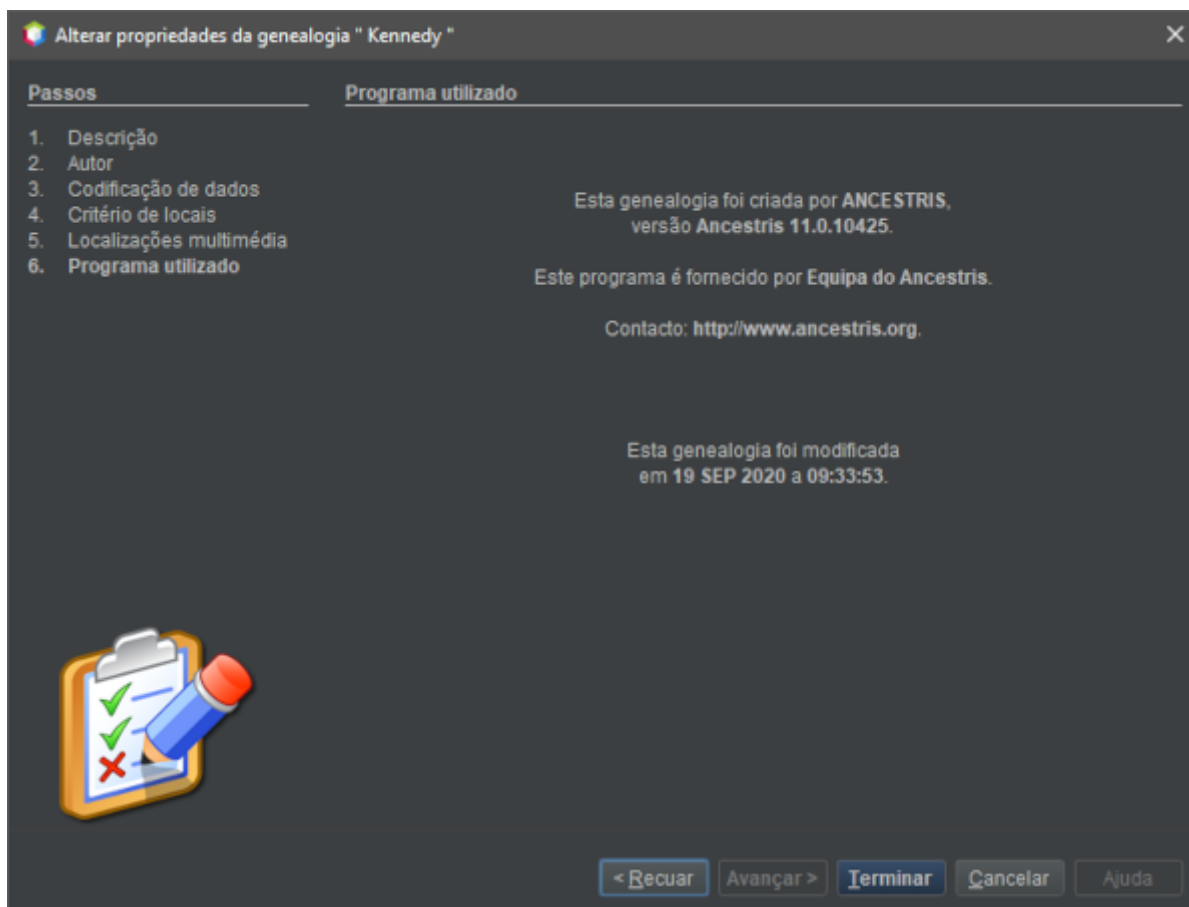 Alterar propriedades da genealogia " Kennedy "
Passos
1. Descrição
2. Autor
3. Codificação de dados
4. Critério de locais
5. Localizações multimédia
6. Programa utilizado
Programa utilizado
Esta genealogia foi criada por ANCESTRIS,
versão Ancestris 11.0.10425.
Este programa é fornecido por Equipa do Ancestris.
Contacto: http://www.ancestris.org.
Esta genealogia foi modificada
em 19 SEP 2020 a 09:33:53.
< Recuar
Avançar >
Terminar
Cancelar
Ajuda